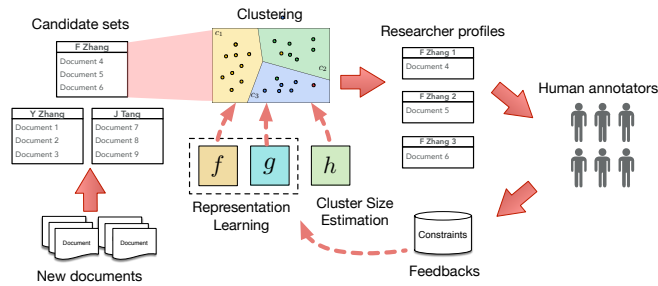 Candidate sets
F Zhang
Document 4
Document 5
Document 6
Y Zhang
Document 1
Document 2
Document 3
J Tang
Document 7
Document 8
Document 9
Document
Document
New documents
Clustering
c1
c2
c3
f
g
h
Representation
Learning
Cluster Size
Estimation
Researcher profiles
F Zhang 1
Document 4
F Zhang 2
Document 5
F Zhang 3
Document 6
Human annotators
Constraints
Feedbacks